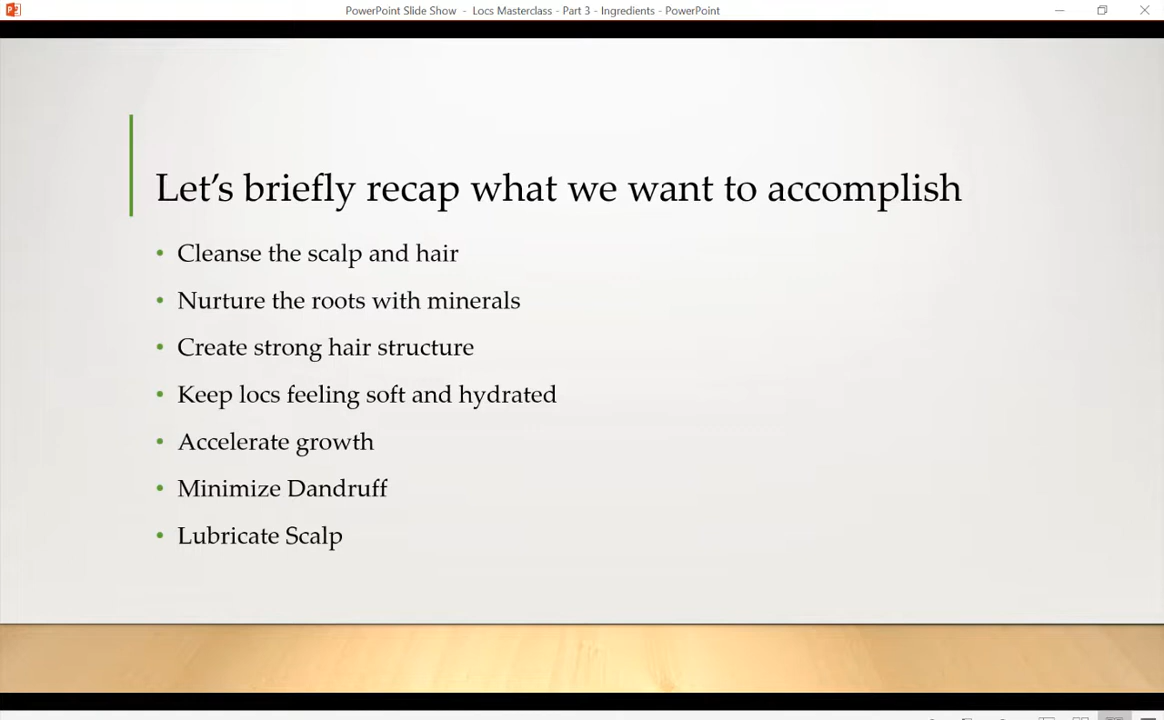 PowerPoint Slide Show - Locs Masterclass - Part 3 - Ingredients - PowerPoint
Let's briefly recap what we want to accomplish
• Cleanse the scalp and hair
• Nurture the roots with minerals
• Create strong hair structure
• Keep locs feeling soft and hydrated
• Accelerate growth
• Minimize Dandruff
• Lubricate Scalp